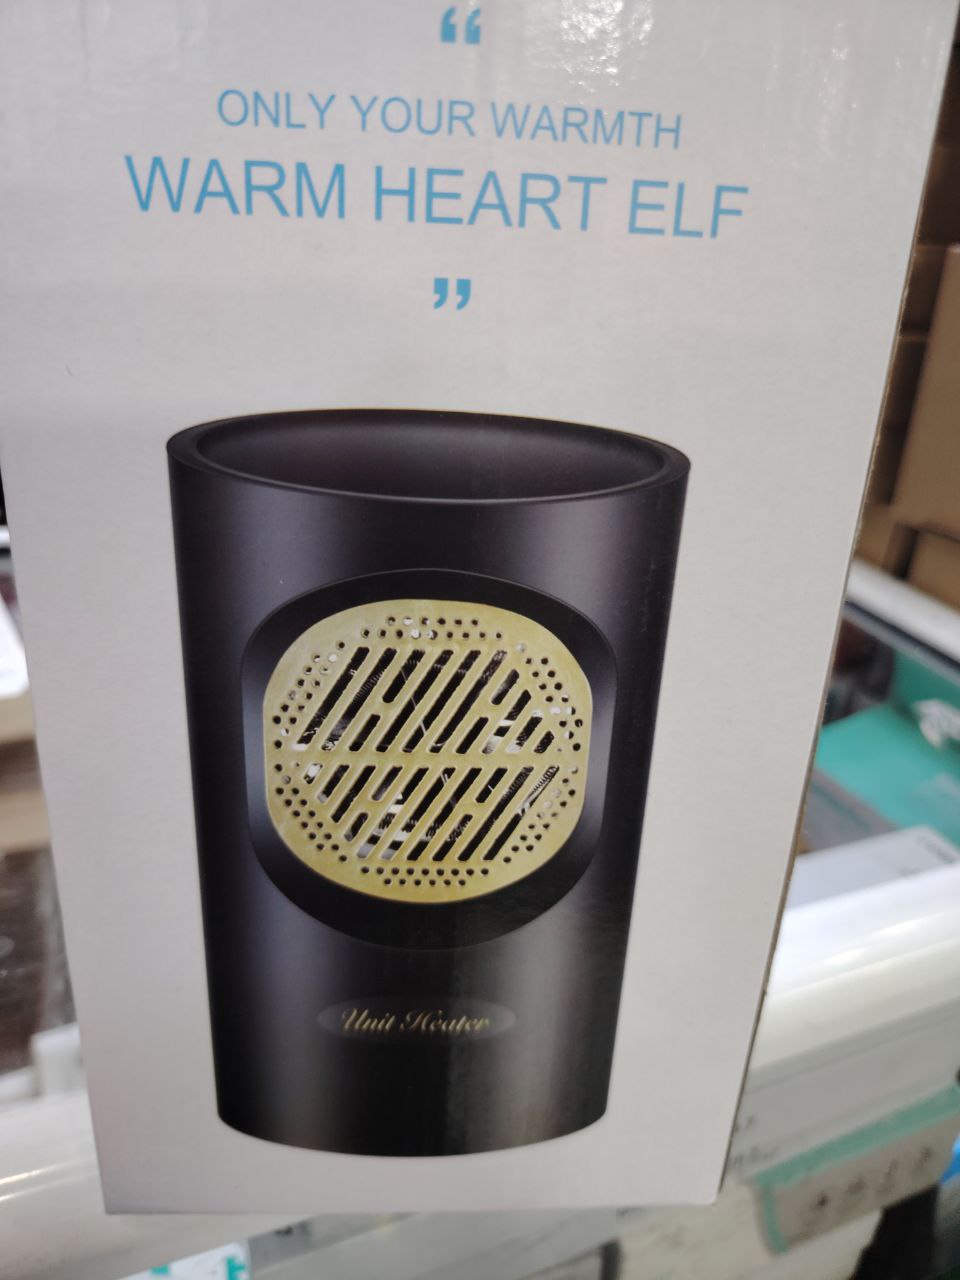 “
ONLY YOUR WARMTH
WARM HEART ELF
”
Unit Heater